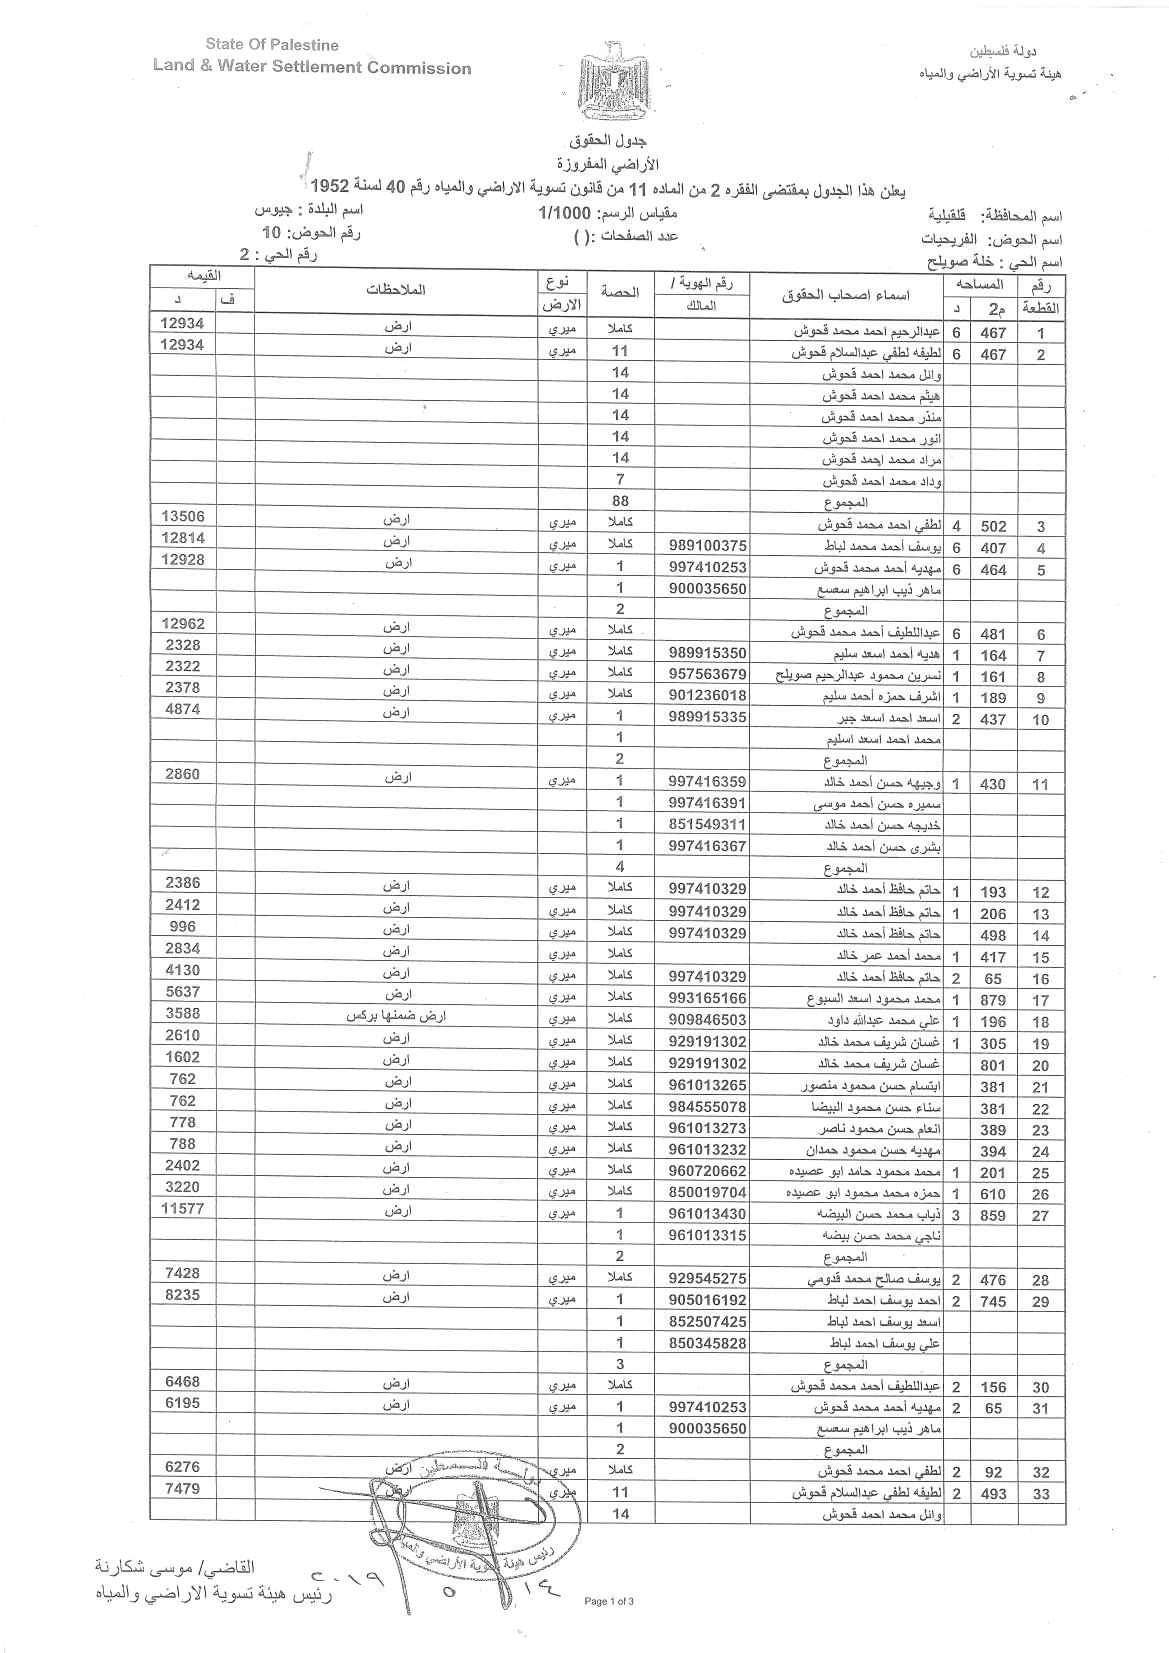 State Of Palestine
Land & Water Settlement Commission
دولة فلسطين
هيئة تسوية الأراضي والمياه
جدول الحقوق
الأراضي المفروزة
يعلن هذا الجدول بمقتضى الفقره 2 من الماده 11 من قانون تسوية الاراضي والمياه رقم 40 لسنة 1952
اسم المحافظة: قلقيلية مقياس الرسم: 1/1000 اسم البلدة : جيوس
اسم الحوض: الفريحيات عدد الصفحات :( ) رقم الحوض: 10
اسم الحي : خلة صويلح رقم الحي : 2
رقم القطعة المساحه م2 د اسماء اصحاب الحقوق رقم الهوية / المالك الحصة نوع الارض الملاحظات القيمه ف د
1 467 6 عبدالرحيم احمد محمد قحوش كاملا ميري ارض 12934
2 467 6 لطيفه لطفي عبدالسلام قحوش 11 ميري ارض 12934
وائل محمد احمد قحوش 14
هيثم محمد احمد قحوش 14
منذر محمد احمد قحوش 14
انور محمد احمد قحوش 14
مراد محمد احمد قحوش 14
وداد محمد احمد قحوش 7
المجموع 88
3 502 4 لطفي احمد محمد قحوش كاملا ميري ارض 13506
4 407 6 يوسف أحمد محمد لباط 989100375 كاملا ميري ارض 12814
5 464 6 مهديه أحمد محمد قحوش 997410253 1 ميري ارض 12928
ماهر ذيب ابراهيم سعسع 900035650 1
المجموع 2
6 481 6 عبداللطيف أحمد محمد قحوش كاملا ميري ارض 12962
7 164 1 هديه أحمد اسعد سليم 989915350 كاملا ميري ارض 2328
8 161 1 نسرين محمود عبدالرحيم صويلح 957563679 كاملا ميري ارض 2322
9 189 1 اشرف حمزه أحمد سليم 901236018 كاملا ميري ارض 2378
10 437 2 اسعد احمد اسعد جبر 989915335 1 ميري ارض 4874
محمد احمد اسعد اسليم 1
المجموع 2
11 430 1 وجيهه حسن أحمد خالد 997416359 1 ميري ارض 2860
سميره حسن أحمد موسى 997416391 1
خديجه حسن أحمد خالد 851549311 1
بشرى حسن أحمد خالد 997416367 1
المجموع 4
12 193 1 حاتم حافظ أحمد خالد 997410329 كاملا ميري ارض 2386
13 206 1 حاتم حافظ أحمد خالد 997410329 كاملا ميري ارض 2412
14 498 حاتم حافظ أحمد خالد 997410329 كاملا ميري ارض 996
15 417 1 محمد أحمد عمر خالد كاملا ميري ارض 2834
16 65 2 حاتم حافظ أحمد خالد 997410329 كاملا ميري ارض 4130
17 879 1 محمد محمود اسعد السبوع 993165166 كاملا ميري ارض 5637
18 196 1 علي محمد عبدالله داود 909846503 كاملا ميري ارض ضمنها بركس 3588
19 305 1 غسان شريف محمد خالد 929191302 كاملا ميري ارض 2610
20 801 غسان شريف محمد خالد 929191302 كاملا ميري ارض 1602
21 381 ابتسام حسن محمود منصور 961013265 كاملا ميري ارض 762
22 381 سناء حسن محمود البيضا 984555078 كاملا ميري ارض 762
23 389 انعام حسن محمود ناصر 961013273 كاملا ميري ارض 778
24 394 مهديه حسن محمود حمدان 961013232 كاملا ميري ارض 788
25 201 1 محمد محمود حامد ابو عصيده 960720662 كاملا ميري ارض 2402
26 610 1 حمزه محمد محمود ابو عصيده 850019704 كاملا ميري ارض 3220
27 859 3 ذياب محمد حسن البيضه 961013430 1 ميري ارض 11577
ناجي محمد حسن بيضه 961013315 1
المجموع 2
28 476 2 يوسف صالح محمد قدومي 929545275 كاملا ميري ارض 7428
29 745 2 احمد يوسف احمد لباط 905016192 1 ميري ارض 8235
اسعد يوسف احمد لباط 852507425 1
علي يوسف احمد لباط 850345828 1
المجموع 3
30 156 2 عبداللطيف أحمد محمد قحوش كاملا ميري ارض 6468
31 65 2 مهديه أحمد محمد قحوش 997410253 1 ميري ارض 6195
ماهر ذيب ابراهيم سعسع 900035650 1
المجموع 2
32 92 2 لطفي احمد محمد قحوش كاملا ميري ارض 6276
33 493 2 لطيفه لطفي عبدالسلام قحوش 11 ميري ارض 7479
وائل محمد احمد قحوش 14
دولة فلسطين
رئيس هيئة تسوية الأراضي والمياه
القاضي/ موسى شكارنة
رئيس هيئة تسوية الاراضي والمياه
١٤ ٥ ٢٠١٩
Page 1 of 3